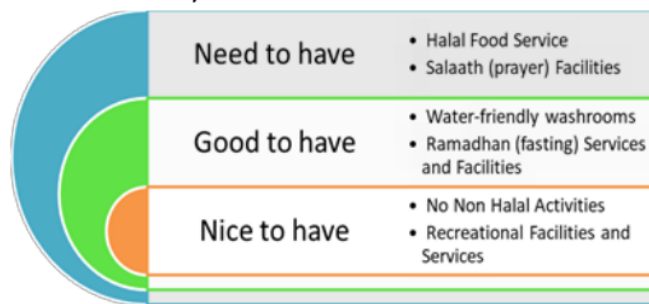 Need to have
• Halal Food Service
• Salaath (prayer) Facilities
Good to have
• Water-friendly washrooms
• Ramadhan (fasting) Services
and Facilities
Nice to have
• No Non Halal Activities
• Recreational Facilities and
Services